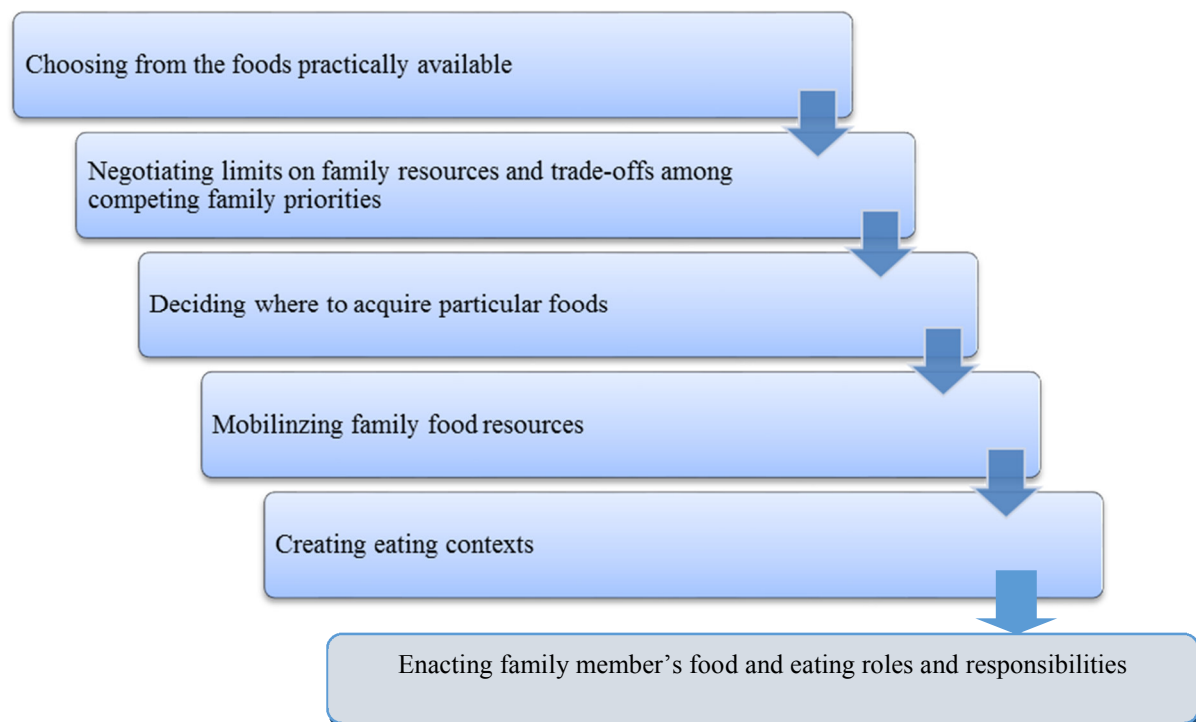 Choosing from the foods practically available
Negotiating limits on family resources and trade-offs among
competing family priorities
Deciding where to acquire particular foods
Mobilinzing family food resources
Creating eating contexts
Enacting family member’s food and eating roles and responsibilities